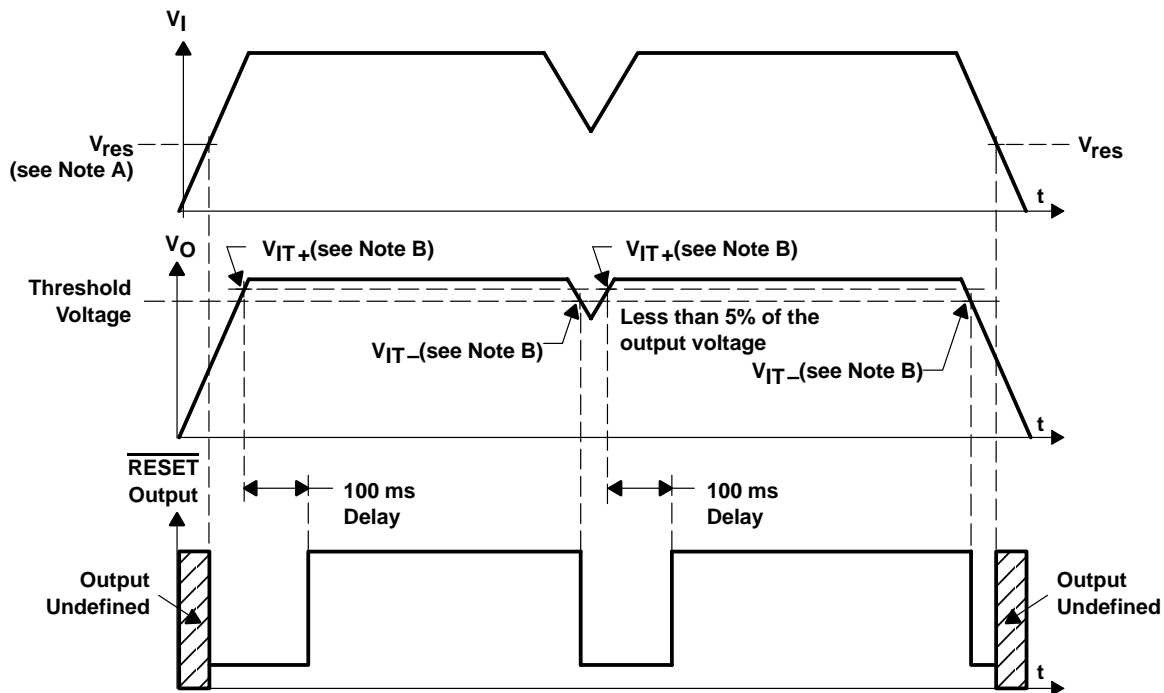 VI
Vres
(see Note A)
Vres
t
VO
VIT+(see Note B)
VIT+(see Note B)
Threshold
Voltage
Less than 5% of the
output voltage
VIT–(see Note B)
VIT–(see Note B)
t
RESET
Output
100 ms
Delay
100 ms
Delay
Output
Undefined
Output
Undefined
t